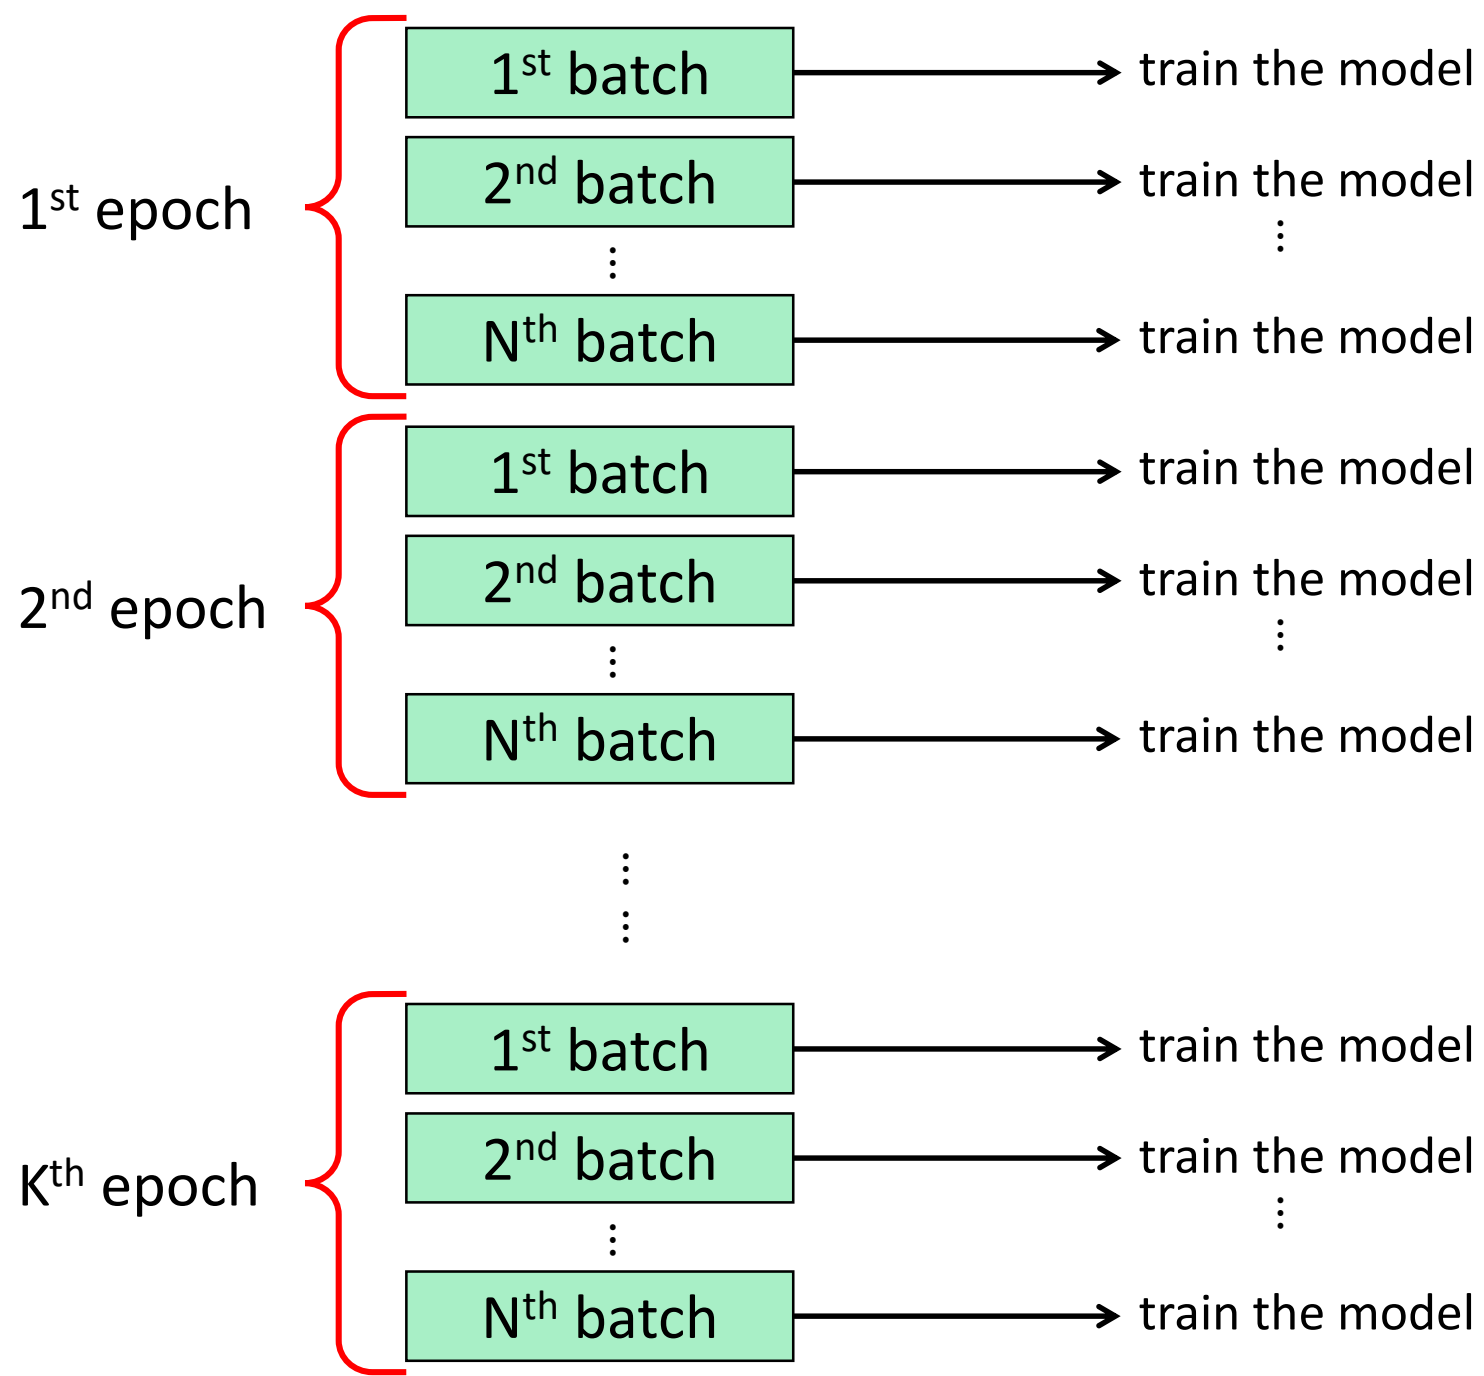 1st batch train the model
2nd batch train the model
1st epoch
⋮ ⋮
Nth batch train the model
1st batch train the model
2nd batch train the model
2nd epoch
⋮ ⋮
Nth batch train the model
⋮
⋮
1st batch train the model
2nd batch train the model
Kth epoch
⋮ ⋮
Nth batch train the model